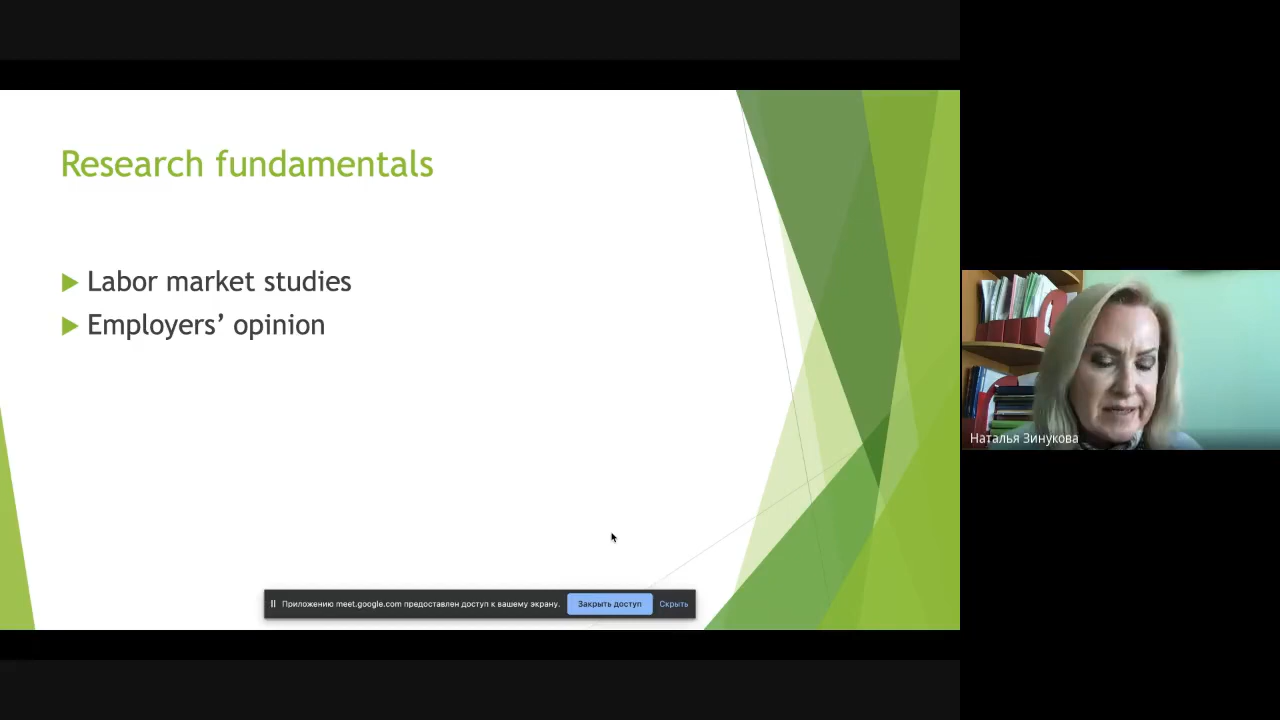 Research fundamentals
Labor market studies
Employers’ opinion
Приложению meet.google.com предоставлен доступ к вашему экрану.
Закрыть доступ
Скрыть
Наталья Зинукова